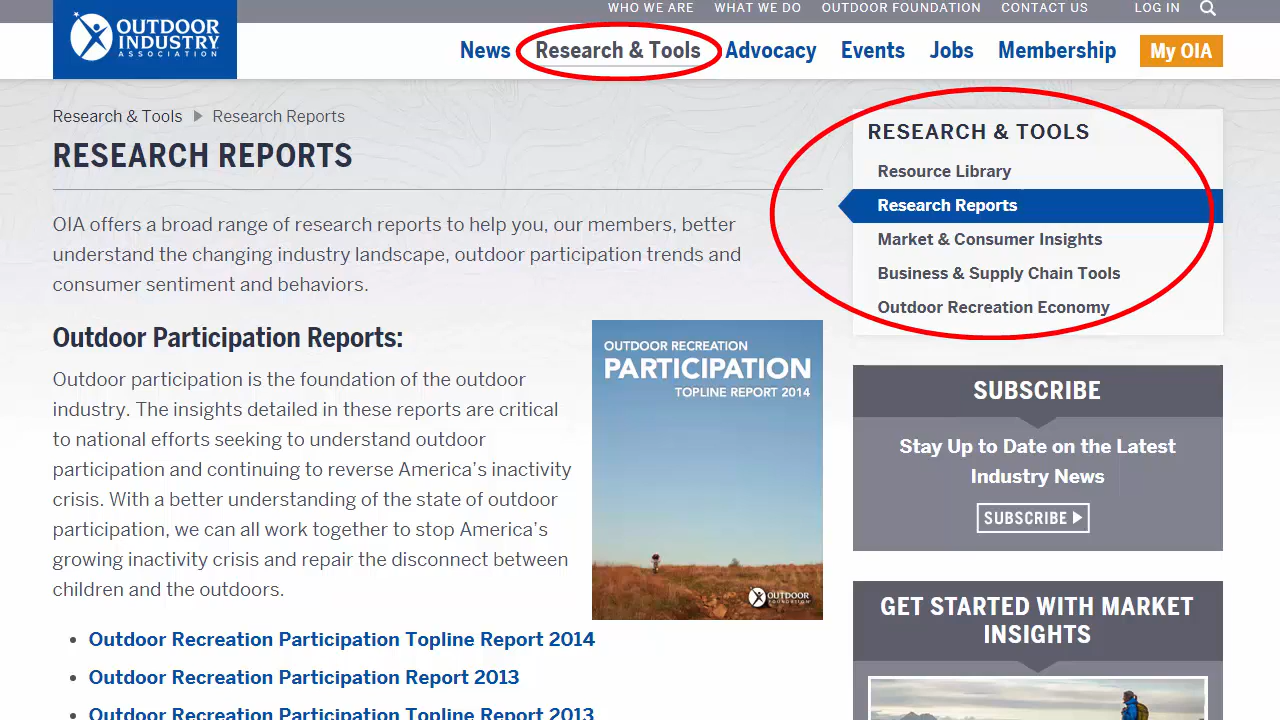 WHO WE ARE WHAT WE DO OUTDOOR FOUNDATION CONTACT US LOG IN
OUTDOOR
INDUSTRY
ASSOCIATION
News Research & Tools Advocacy Events Jobs Membership My OIA
Research & Tools Research Reports
RESEARCH REPORTS
OIA offers a broad range of research reports to help you, our members, better
understand the changing industry landscape, outdoor participation trends and
consumer sentiment and behaviors.
Outdoor Participation Reports:
Outdoor participation is the foundation of the outdoor
industry. The insights detailed in these reports are critical
to national efforts seeking to understand outdoor
participation and continuing to reverse America's inactivity
crisis. With a better understanding of the state of outdoor
participation, we can all work together to stop America's
growing inactivity crisis and repair the disconnect between
children and the outdoors.
OUTDOOR RECREATION
PARTICIPATION
TOPLINE REPORT 2014
OUTDOOR
FOUNDATION
• Outdoor Recreation Participation Topline Report 2014
• Outdoor Recreation Participation Report 2013
• Outdoor Recreation Participation Topline Report 2013
RESEARCH & TOOLS
Resource Library
Research Reports
Market & Consumer Insights
Business & Supply Chain Tools
Outdoor Recreation Economy
SUBSCRIBE
Stay Up to Date on the Latest
Industry News
SUBSCRIBE
GET STARTED WITH MARKET
INSIGHTS